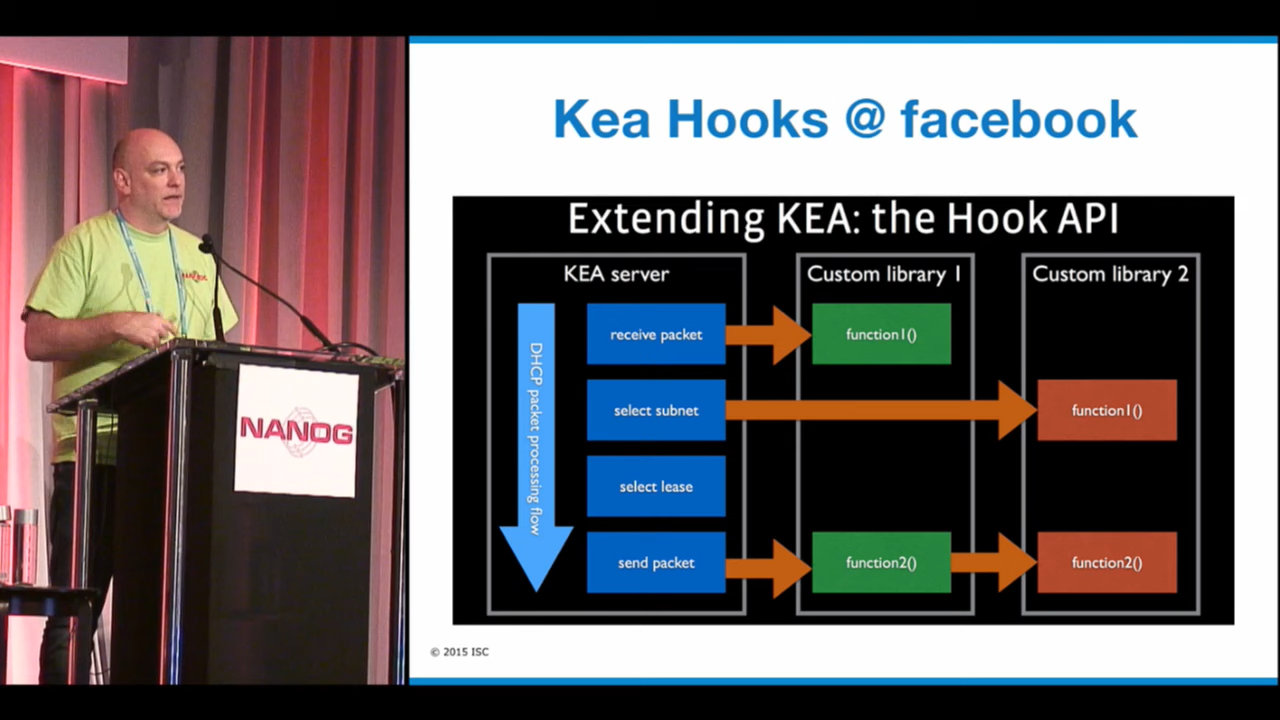 NANOG
NANOG
Kea Hooks @ facebook
Extending KEA: the Hook API
KEA server
Custom library 1
Custom library 2
DHCP packet processing flow
receive packet
function1()
select subnet
function1()
select lease
send packet
function2()
function2()
© 2015 ISC